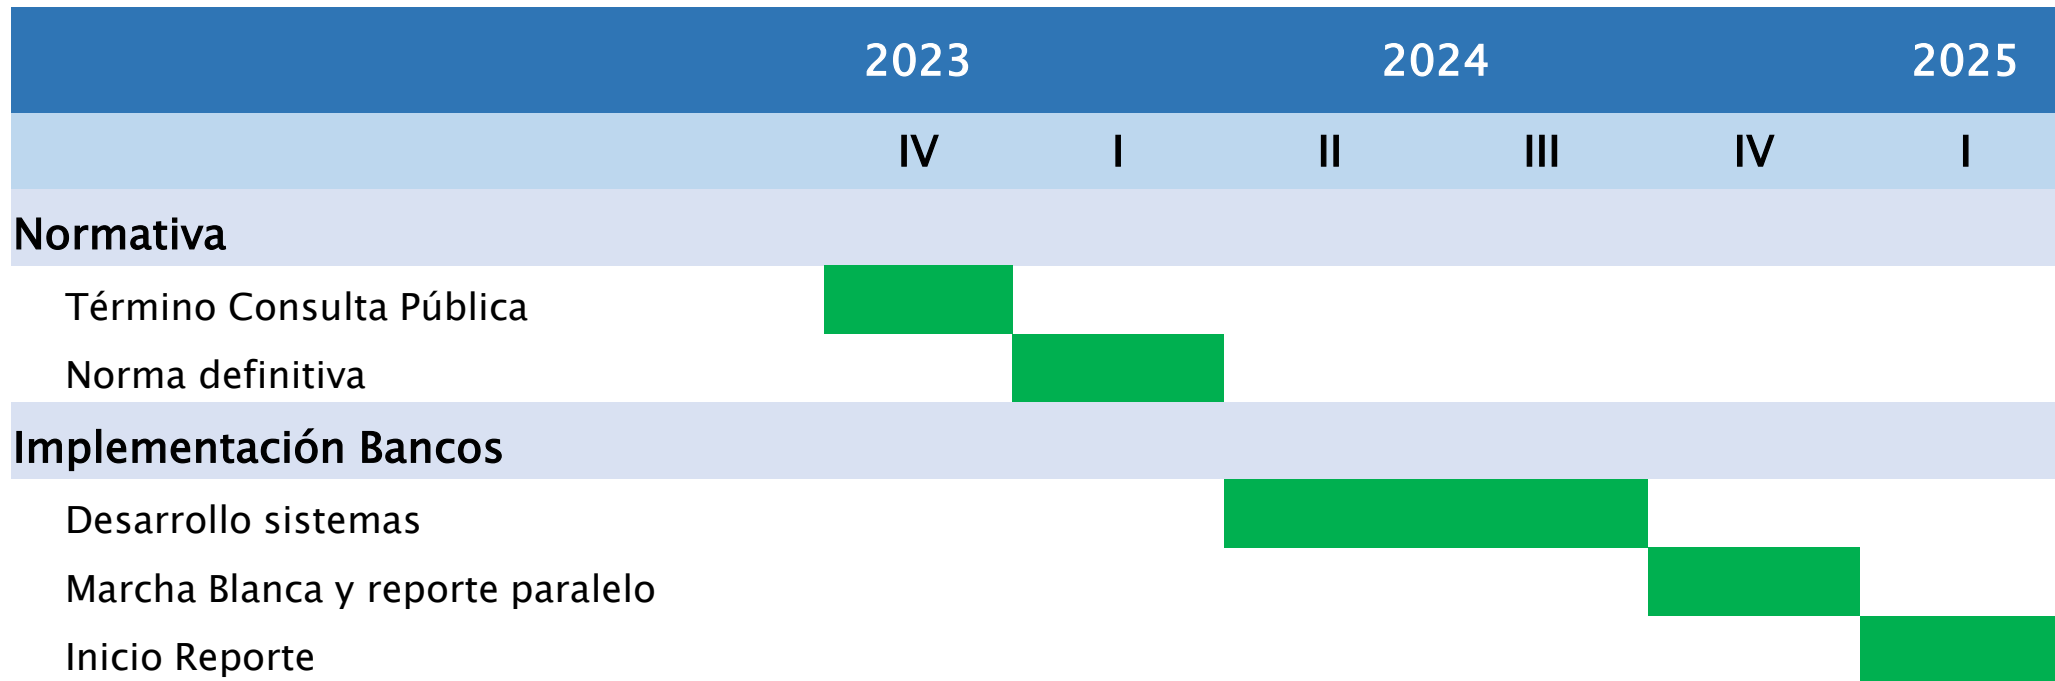 2023 2024 2025
IV I II III IV I
Normativa
Término Consulta Pública
Norma definitiva
Implementación Bancos
Desarrollo sistemas
Marcha Blanca y reporte paralelo
Inicio Reporte